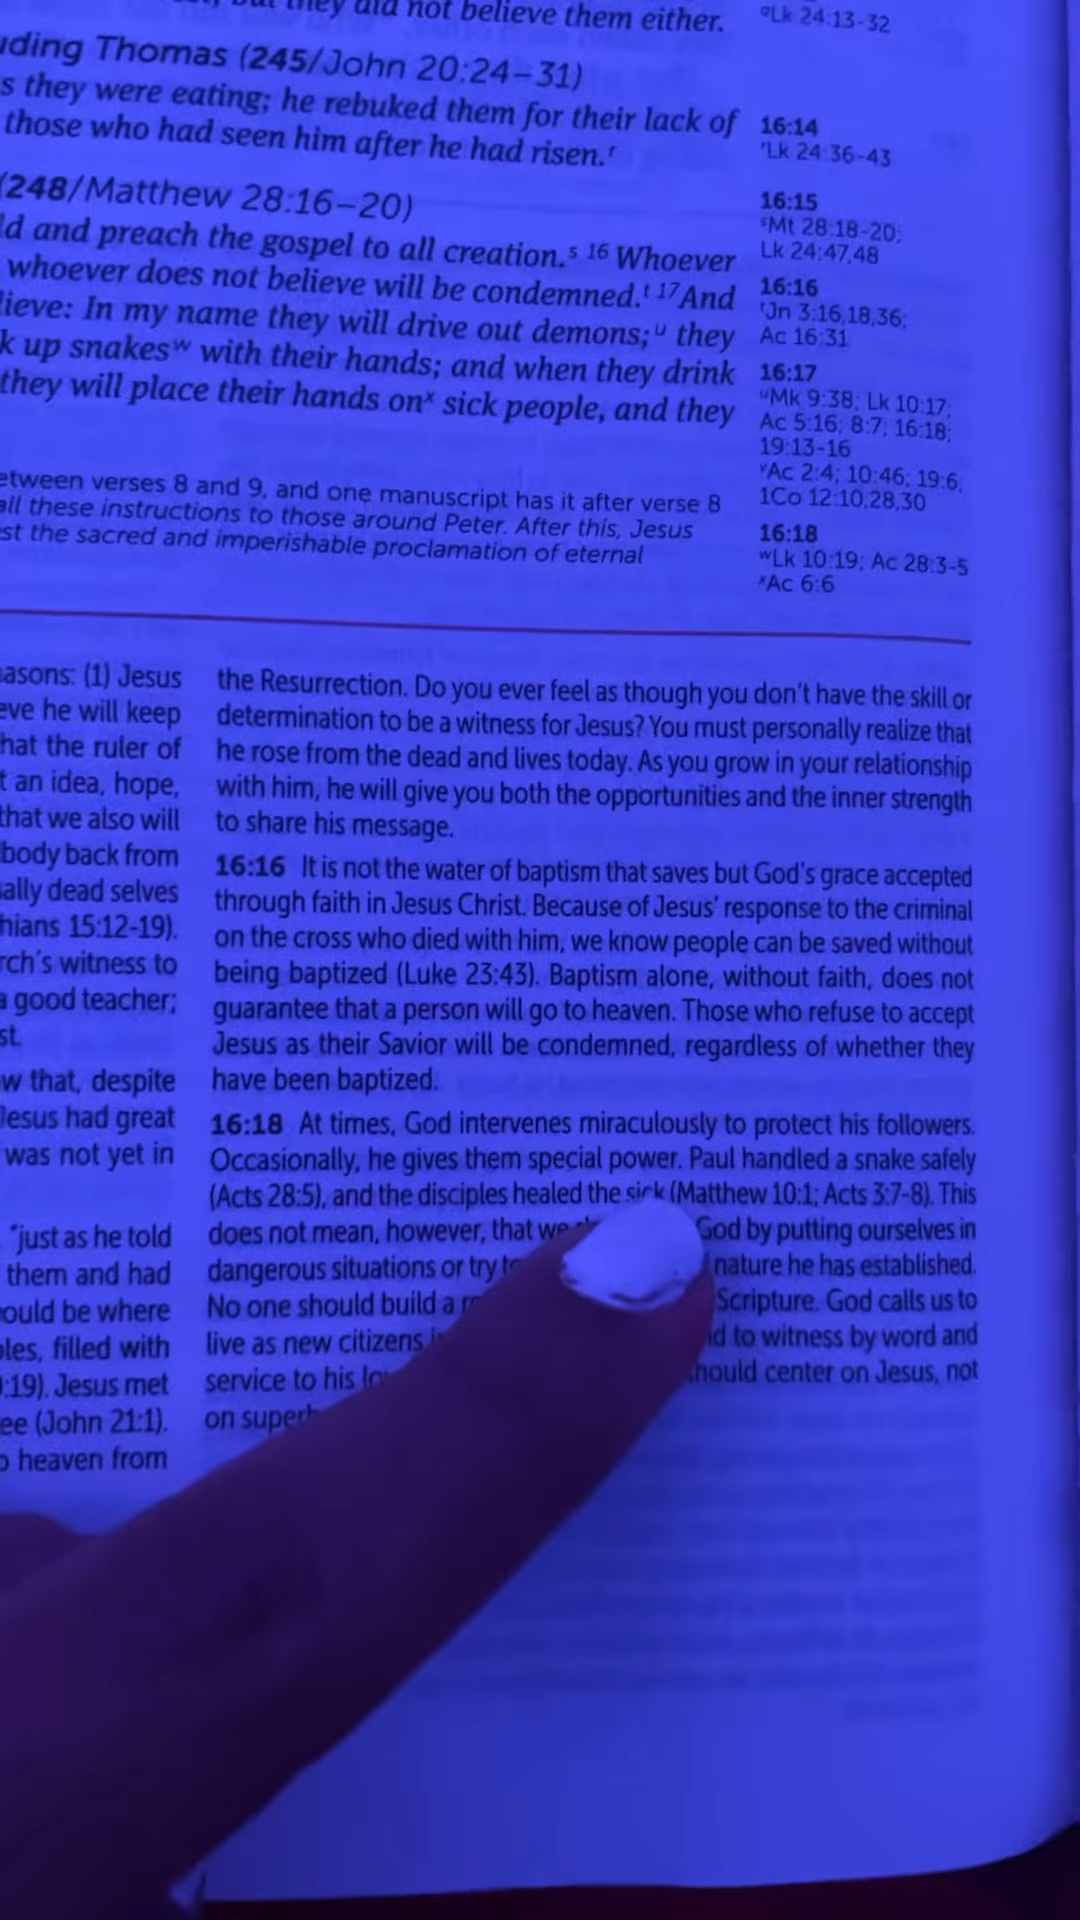 they did not believe them either.
uding Thomas (245/John 20:24–31)
s they were eating; he rebuked them for their lack of
those who had seen him after he had risen.r
(248/Matthew 28:16–20)
ld and preach the gospel to all creation.s 16 Whoever
whoever does not believe will be condemned.t 17 And
lieve: In my name they will drive out demons;u they
k up snakesw with their hands; and when they drink
they will place their hands onx sick people, and they
etween verses 8 and 9, and one manuscript has it after verse 8
all these instructions to those around Peter. After this, Jesus
st the sacred and imperishable proclamation of eternal
qLk 24:13-32
16:14
rLk 24:36-43
16:15
sMt 28:18-20;
Lk 24:47,48
16:16
tJn 3:16,18,36;
Ac 16:31
16:17
uMk 9:38; Lk 10:17;
Ac 5:16; 8:7; 16:18;
19:13-16
vAc 2:4; 10:46; 19:6;
1Co 12:10,28,30
16:18
wLk 10:19; Ac 28:3-5
xAc 6:6
easons: (1) Jesus
eve he will keep
hat the ruler of
t an idea, hope,
that we also will
body back from
ually dead selves
hians 15:12-19).
rch's witness to
a good teacher;
st.
w that, despite
Jesus had great
was not yet in
"just as he told
them and had
ould be where
ples, filled with
:19). Jesus met
ee (John 21:1).
o heaven from
the Resurrection. Do you ever feel as though you don't have the skill or
determination to be a witness for Jesus? You must personally realize that
he rose from the dead and lives today. As you grow in your relationship
with him, he will give you both the opportunities and the inner strength
to share his message.
16:16 It is not the water of baptism that saves but God's grace accepted
through faith in Jesus Christ. Because of Jesus' response to the criminal
on the cross who died with him, we know people can be saved without
being baptized (Luke 23:43). Baptism alone, without faith, does not
guarantee that a person will go to heaven. Those who refuse to accept
Jesus as their Savior will be condemned, regardless of whether they
have been baptized.
16:18 At times, God intervenes miraculously to protect his followers.
Occasionally, he gives them special power. Paul handled a snake safely
(Acts 28:5), and the disciples healed the sick (Matthew 10:1; Acts 3:7-8). This
does not mean, however, that we God by putting ourselves in
dangerous situations or try nature he has established.
No one should build a Scripture. God calls us to
live as new citizens to witness by word and
service to his should center on Jesus, not
on